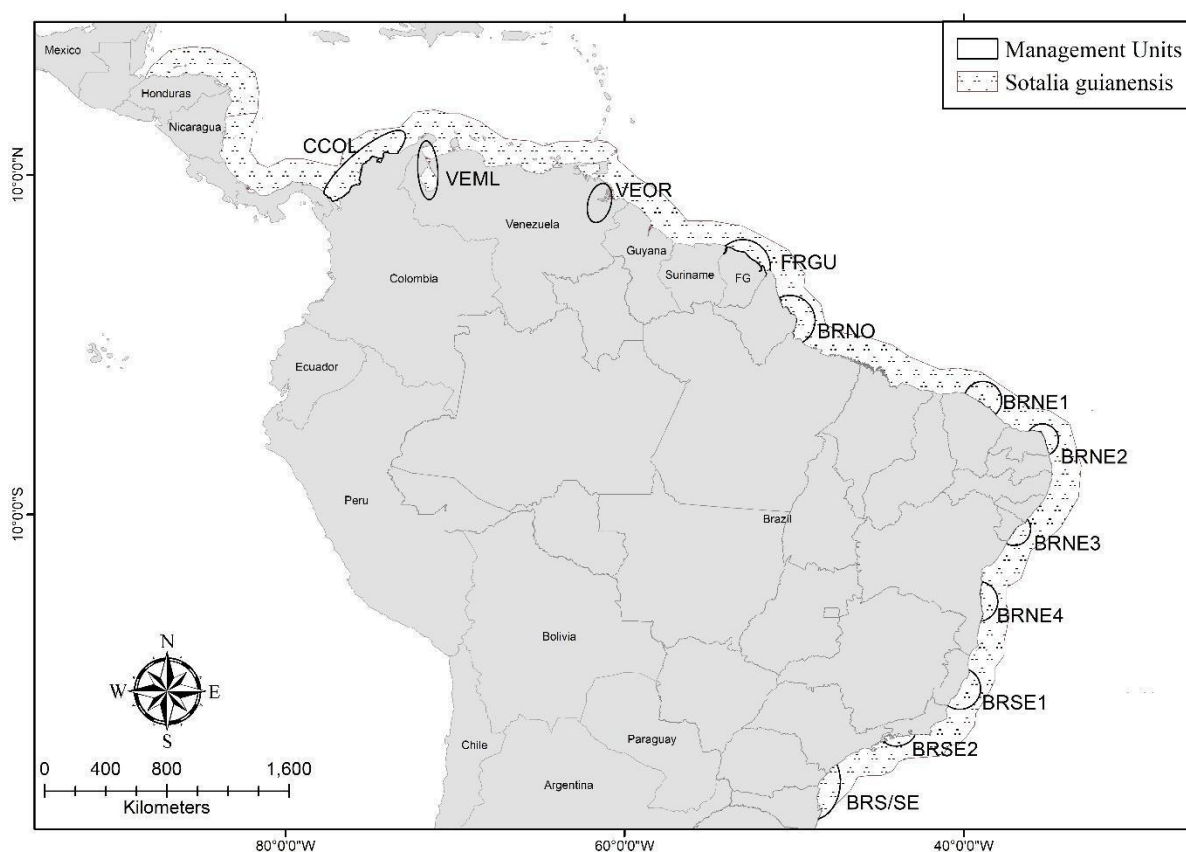 Mexico
Honduras
Nicaragua
Management Units
Sotalia guianensis
CCOL
VEML
VEOR
Venezuela
Guyana
Suriname
FG
FRGU
Colombia
BRNO
Ecuador
BRNE1
BRNE2
Peru
Brazil
BRNE3
BRNE4
Bolivia
BRSE1
BRSE2
Paraguay
Chile
Argentina
BRS/SE
10°0'0"N
10°0'0"S
N
W E
S
0 400 800 1,600
Kilometers
80°0'0"W 60°0'0"W 40°0'0"W